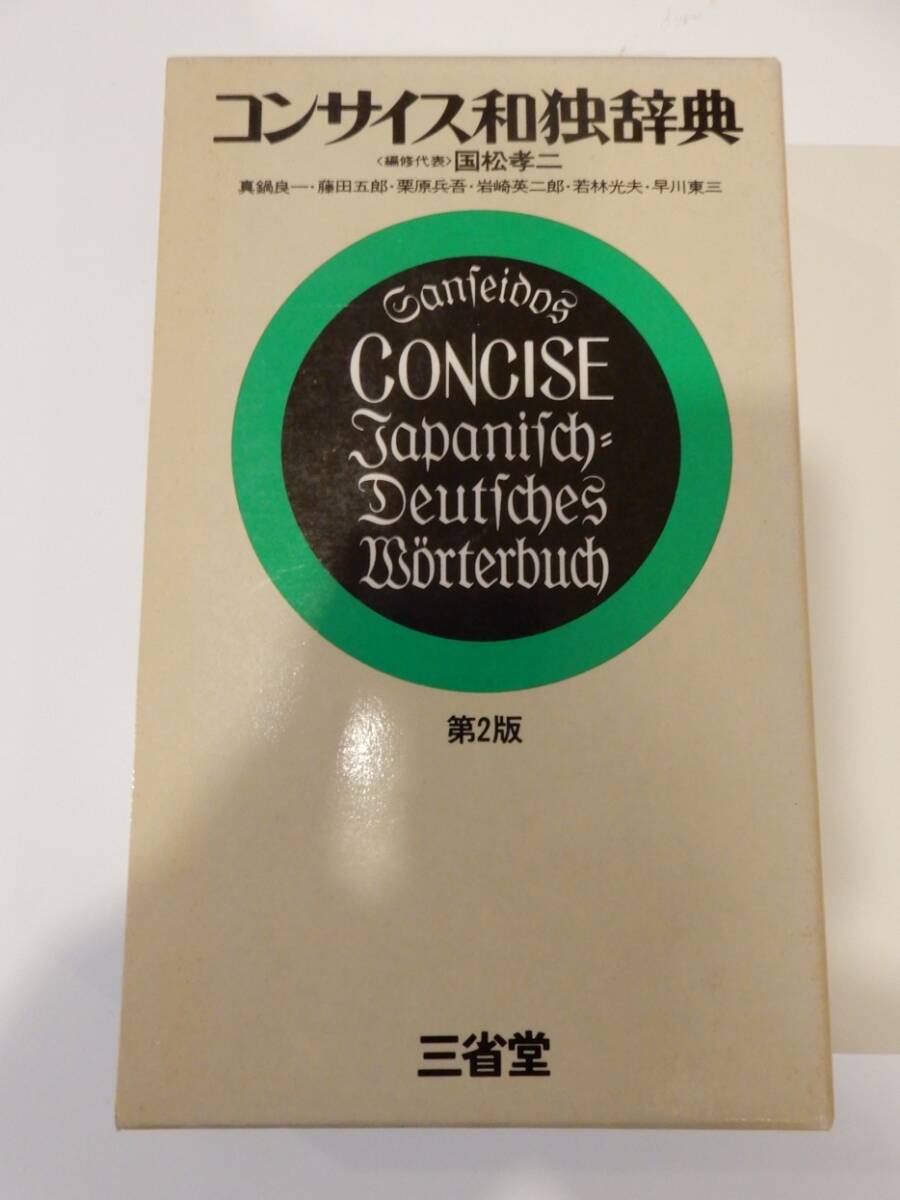 コンサイス和独辞典
〈編修代表〉国松孝二
真鍋良一・藤田五郎・栗原兵吾・岩崎英二郎・若林光夫・早川東三
Sanſeidos
CONCISE
Japaniſch=
Deutſches
Wörterbuch
第2版
三省堂